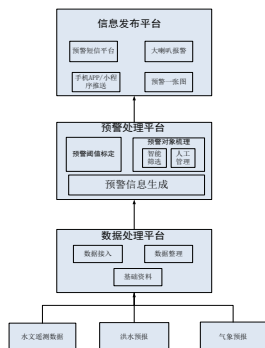 信息发布平台
预警短信平台
大喇叭报警
手机APP/小程
序推送
预警一张图
预警处理平台
预警阈值标定
预警对象梳理
智能
筛选
人工
管理
预警信息生成
数据处理平台
数据接入
数据整理
基础资料
水文遥测数据
洪水预报
气象预报